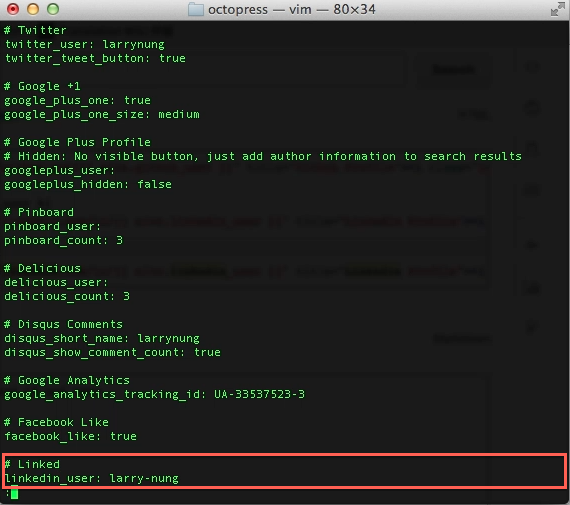 octopress — vim — 80×34
# Twitter
twitter_user: larrynung
twitter_tweet_button: true
# Google +1
google_plus_one: true
google_plus_one_size: medium
# Google Plus Profile
# Hidden: No visible button, just add author information to search results
googleplus_user:
googleplus_hidden: false
# Pinboard
pinboard_user:
pinboard_count: 3
# Delicious
delicious_user:
delicious_count: 3
# Disqus Comments
disqus_short_name: larrynung
disqus_show_comment_count: true
# Google Analytics
google_analytics_tracking_id: UA-33537523-3
# Facebook Like
facebook_like: true
# Linked
linkedin_user: larry-nung
: